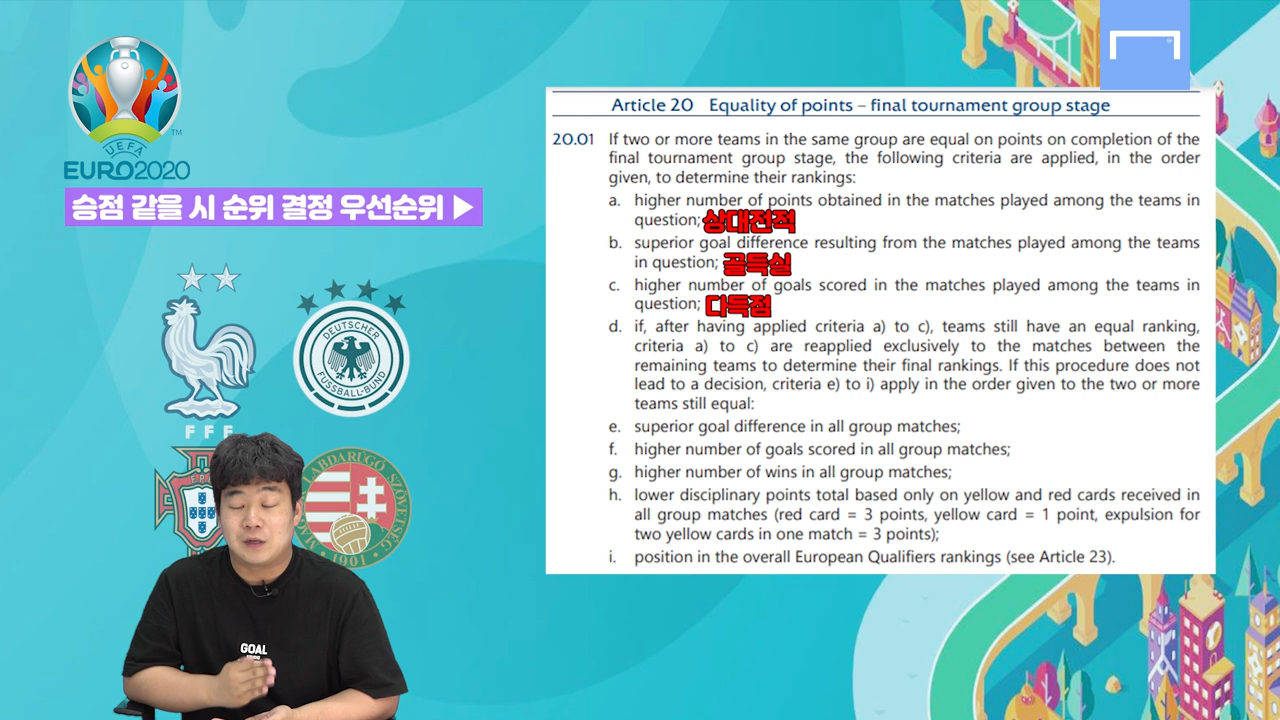 UEFA
EURO2020
TM
승점 같을 시 순위 결정 우선순위 ▶
FFF
DEUTSCHER
FUSSBALL-BUND
GOAL
Article 20 Equality of points – final tournament group stage
20.01 If two or more teams in the same group are equal on points on completion of the
final tournament group stage, the following criteria are applied, in the order
given, to determine their rankings:
a. higher number of points obtained in the matches played among the teams in
question; 상대전적
b. superior goal difference resulting from the matches played among the teams
in question; 골득실
c. higher number of goals scored in the matches played among the teams in
question; 다득점
d. if, after having applied criteria a) to c), teams still have an equal ranking,
criteria a) to c) are reapplied exclusively to the matches between the
remaining teams to determine their final rankings. If this procedure does not
lead to a decision, criteria e) to i) apply in the order given to the two or more
teams still equal:
e. superior goal difference in all group matches;
f. higher number of goals scored in all group matches;
g. higher number of wins in all group matches;
h. lower disciplinary points total based only on yellow and red cards received in
all group matches (red card = 3 points, yellow card = 1 point, expulsion for
two yellow cards in one match = 3 points);
i. position in the overall European Qualifiers rankings (see Article 23).